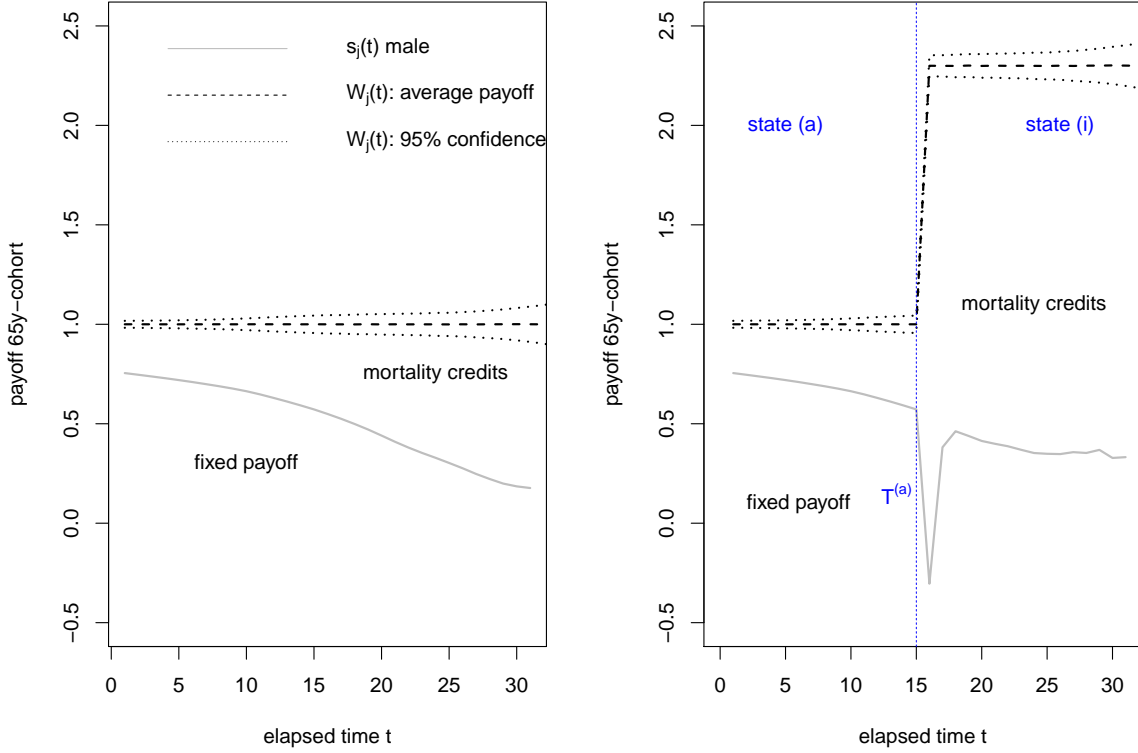 payoff 65y−cohort
2.5
2.0
1.5
1.0
0.5
0.0
−0.5
s_j(t) male
W_j(t): average payoff
W_j(t): 95% confidence
mortality credits
fixed payoff
0 5 10 15 20 25 30
elapsed time t
payoff 65y−cohort
2.5
2.0
1.5
1.0
0.5
0.0
−0.5
state (a)
state (i)
mortality credits
T^(a)
fixed payoff
0 5 10 15 20 25 30
elapsed time t